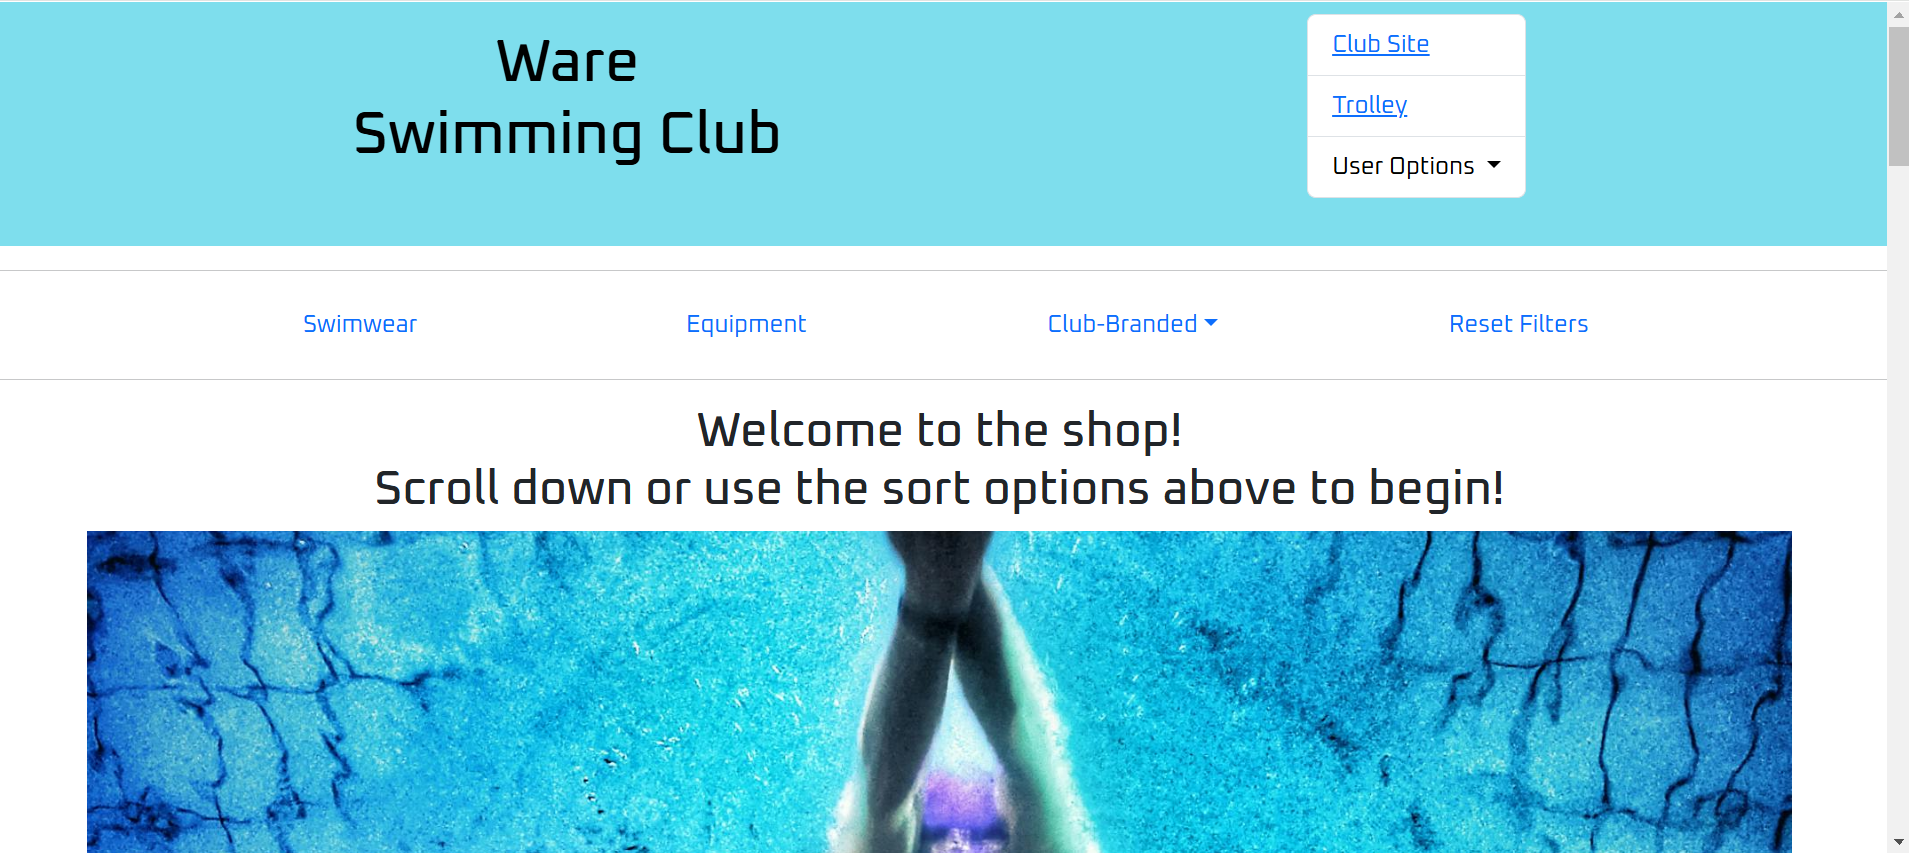 Ware
Swimming Club
Club Site
Trolley
User Options
Swimwear
Equipment
Club-Branded
Reset Filters
Welcome to the shop!
Scroll down or use the sort options above to begin!